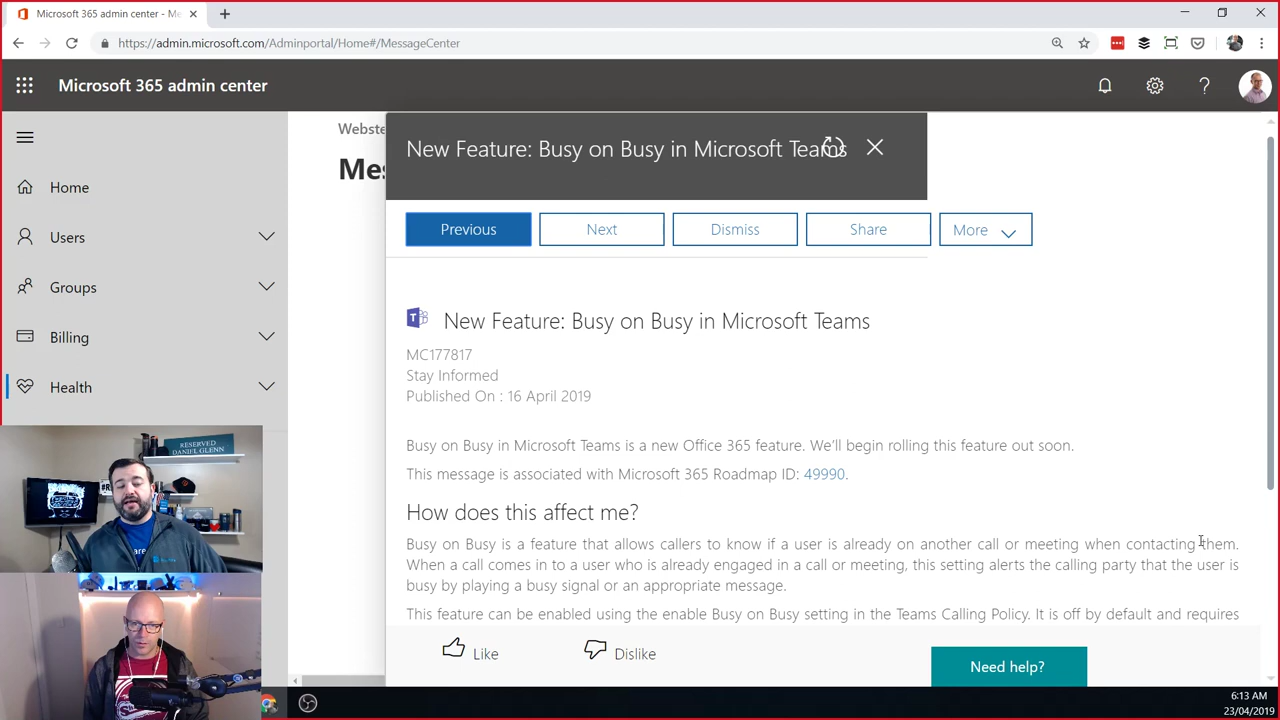 Microsoft 365 admin center - Me
https://admin.microsoft.com/Adminportal/Home#/MessageCenter
Microsoft 365 admin center
Home
Users
Groups
Billing
Health
Webste
Mes
New Feature: Busy on Busy in Microsoft Teams
Previous
Next
Dismiss
Share
More
New Feature: Busy on Busy in Microsoft Teams
MC177817
Stay Informed
Published On : 16 April 2019
Busy on Busy in Microsoft Teams is a new Office 365 feature. We'll begin rolling this feature out soon.
This message is associated with Microsoft 365 Roadmap ID: 49990.
How does this affect me?
Busy on Busy is a feature that allows callers to know if a user is already on another call or meeting when contacting them.
When a call comes in to a user who is already engaged in a call or meeting, this setting alerts the calling party that the user is
busy by playing a busy signal or an appropriate message.
This feature can be enabled using the enable Busy on Busy setting in the Teams Calling Policy. It is off by default and requires
Like
Dislike
Need help?
RESERVED
DANIEL GLENN
6:13 AM
23/04/2019